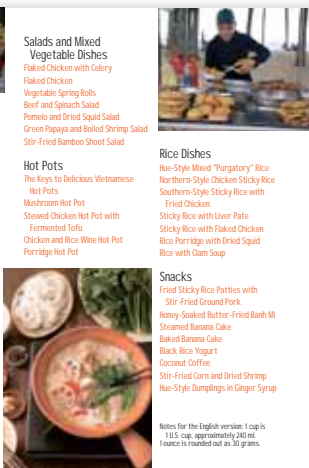 Salads and Mixed
Vegetable Dishes
Flaked Chicken with Celery
Flaked Chicken
Vegetable Spring Rolls
Beef and Spinach Salad
Pomelo and Dried Squid Salad
Green Papaya and Boiled Shrimp Salad
Stir-Fried Bamboo Shoot Salad
Hot Pots
The Keys to Delicious Vietnamese
Hot Pots
Mushroom Hot Pot
Stewed Chicken Hot Pot with
Fermented Tofu
Chicken and Rice Wine Hot Pot
Porridge Hot Pot
Rice Dishes
Hue-Style Mixed "Purgatory" Rice
Northern-Style Chicken Sticky Rice
Southern-Style Sticky Rice with
Fried Chicken
Sticky Rice with Liver Pate
Sticky Rice with Flaked Chicken
Rice Porridge with Dried Squid
Rice with Clam Soup
Snacks
Fried Sticky Rice Patties with
Stir-Fried Ground Pork
Honey-Soaked Butter-Fried Banh Mi
Steamed Banana Cake
Baked Banana Cake
Black Rice Yogurt
Coconut Coffee
Stir-Fried Corn and Dried Shrimp
Hue-Style Dumplings in Ginger Syrup
Notes for the English version: 1 cup is
1 U.S. cup, approximately 240 ml.
1 ounce is rounded out as 30 grams.